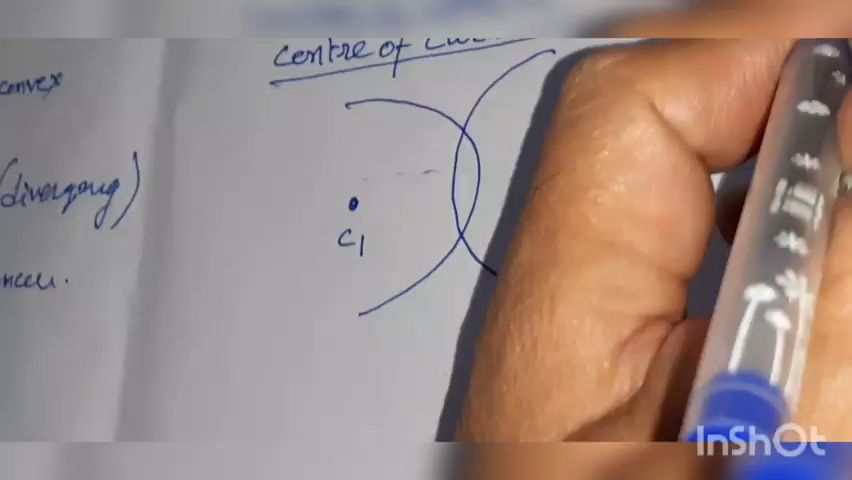 centre of
convex
(diverging)
C1
InShOt